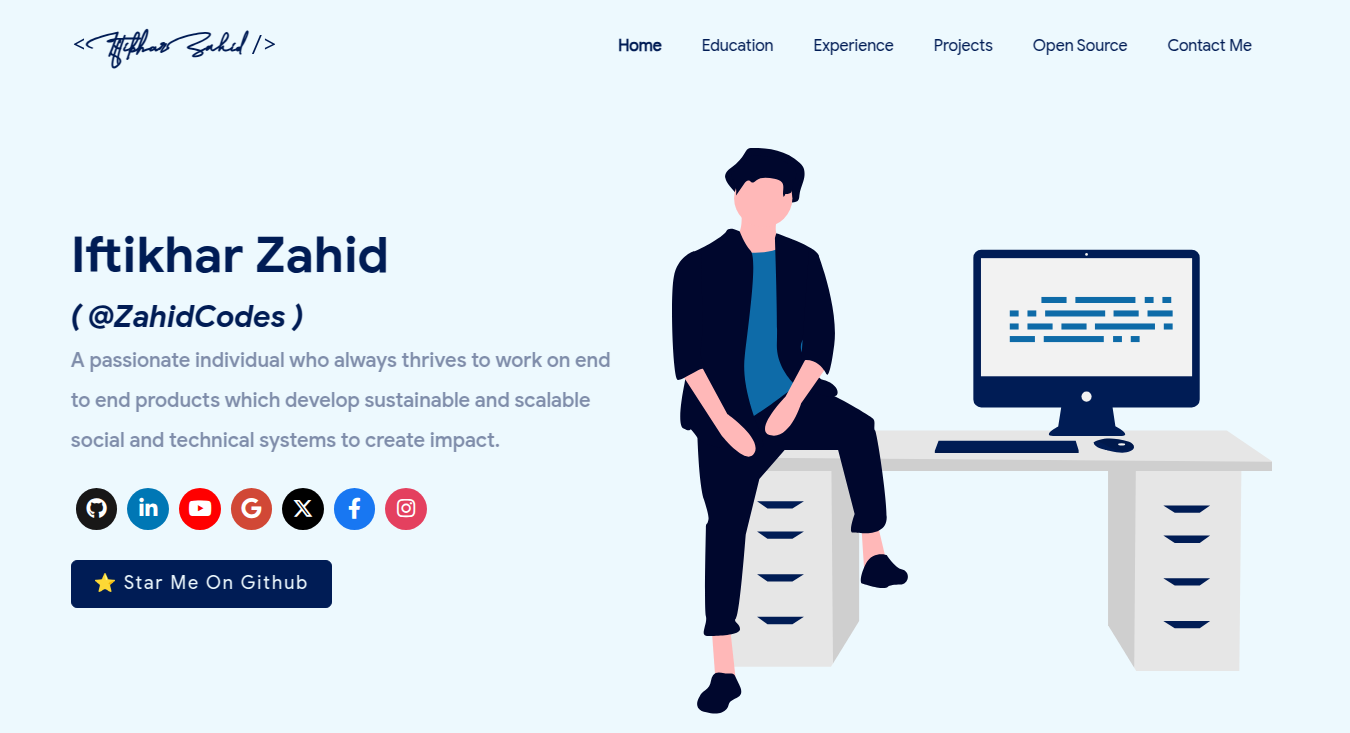 < Iftikhar Zahid />
Home Education Experience Projects Open Source Contact Me
Iftikhar Zahid
( @ZahidCodes )
A passionate individual who always thrives to work on end
to end products which develop sustainable and scalable
social and technical systems to create impact.
⭐ Star Me On Github